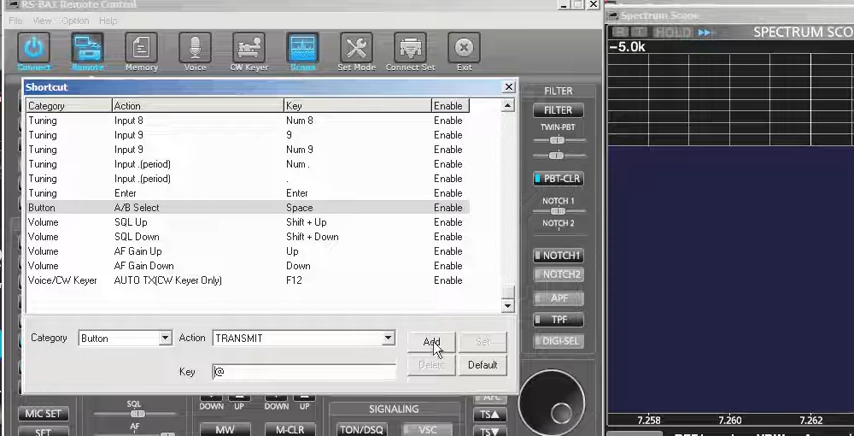 RS-BA1 Remote Control
File View Option Help
Connect Remote Memory Voice CW Keyer Scope Set Mode Connect Set Exit
Shortcut
Category Action Key Enable
Tuning Input 8 Num 8 Enable
Tuning Input 9 9 Enable
Tuning Input 9 Num 9 Enable
Tuning Input .(period) Num . Enable
Tuning Input .(period) . Enable
Tuning Enter Enter Enable
Button A/B Select Space Enable
Volume SQL Up Shift + Up Enable
Volume SQL Down Shift + Down Enable
Volume AF Gain Up Up Enable
Volume AF Gain Down Down Enable
Voice/CW Keyer AUTO TX(CW Keyer Only) F12 Enable
Category Button Action TRANSMIT Add Set
Key @ Delete Default
FILTER
FILTER
TWIN-PBT
PBT-CLR
NOTCH 1
NOTCH 2
NOTCH1
NOTCH2
APF
TPF
DIGI-SEL
MIC SET
SET
SQL
AF
DOWN UP DOWN UP
MW M-CLR
SIGNALING
TON/DSQ VSC
AFC
TS▲
TS▼
Spectrum Scope
R T HOLD SPECTRUM SCO
-5.0k
7.258 7.260 7.262